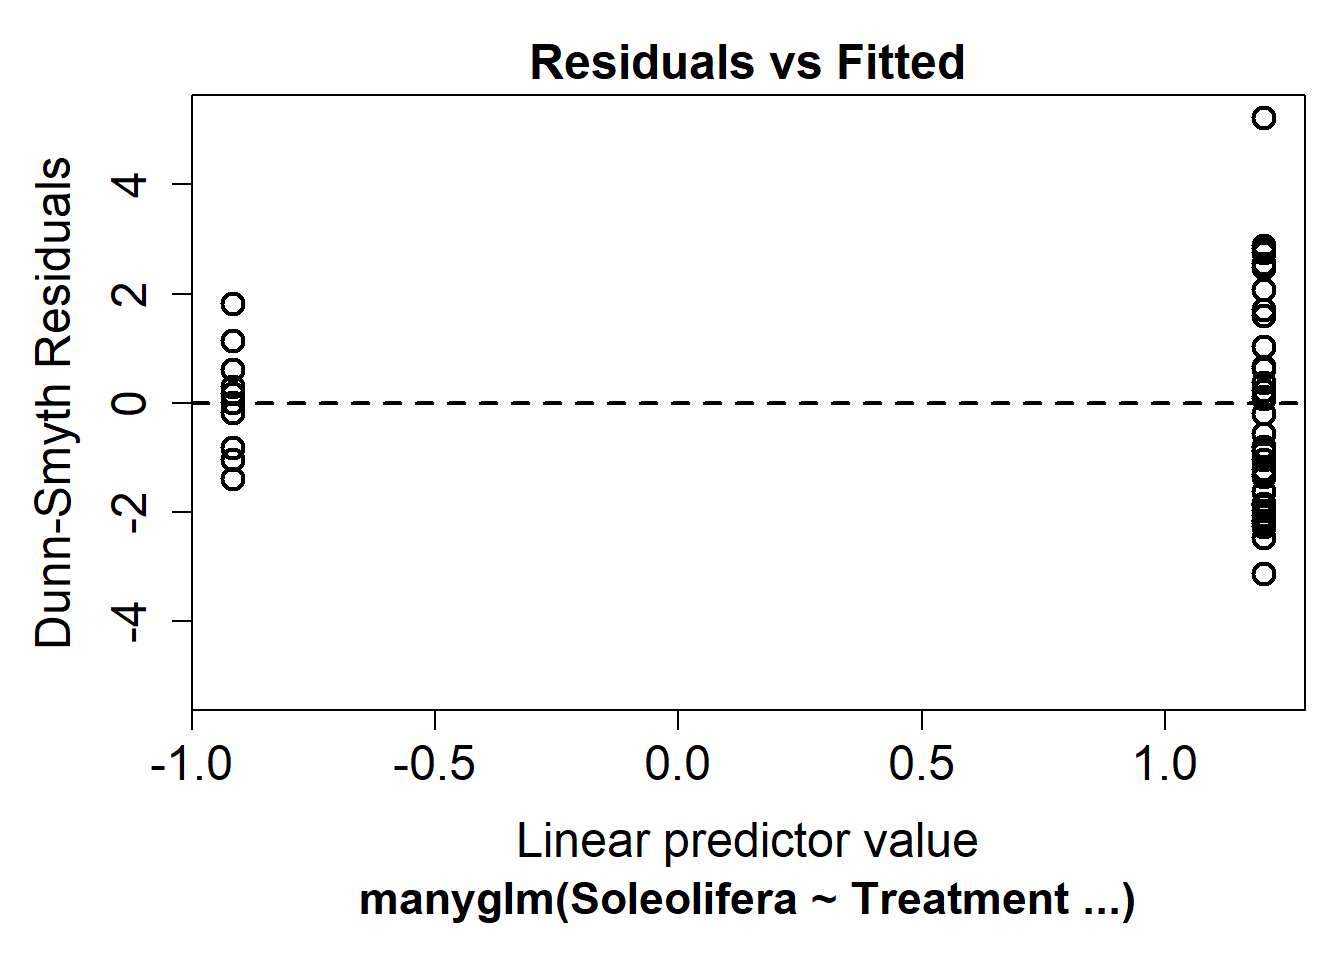 Residuals vs Fitted
Dunn-Smyth Residuals
4
2
0
-2
-4
-1.0 -0.5 0.0 0.5 1.0
Linear predictor value
manyglm(Soleolifera ~ Treatment ...)